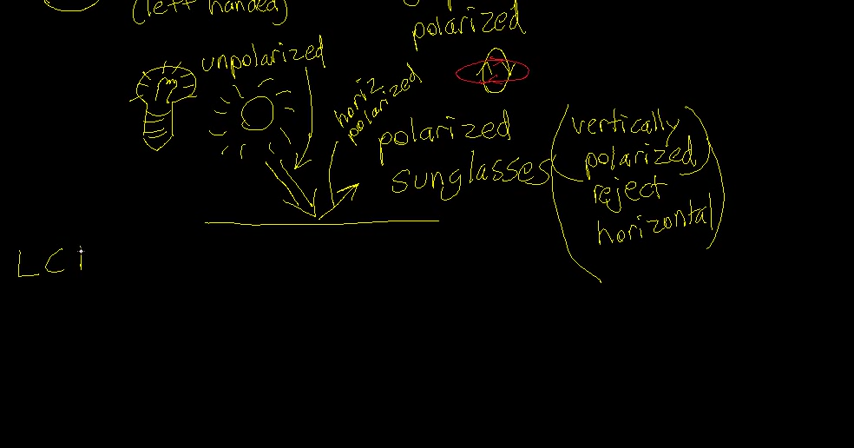 (left handed)
polarized
unpolarized
horiz
polarized
polarized
sunglasses
(vertically
polarized)
reject
horizontal
LC